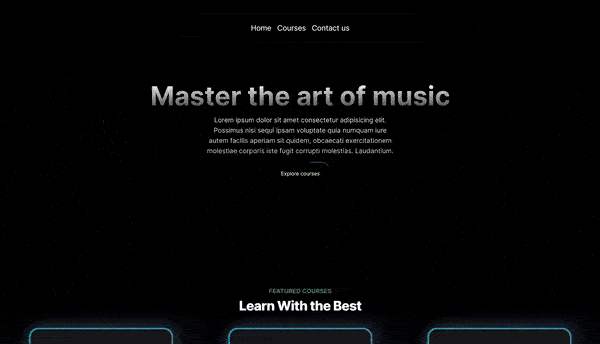 Home Courses Contact us
Master the art of music
Lorem ipsum dolor sit amet consectetur adipisicing elit.
Possimus nisi sequi ipsam voluptate quia numquam iure
autem facilis aperiam sit quidem, obcaecati exercitationem
molestiae corporis iste fugit corrupti molestias. Laudantium.
Explore courses
FEATURED COURSES
Learn With the Best